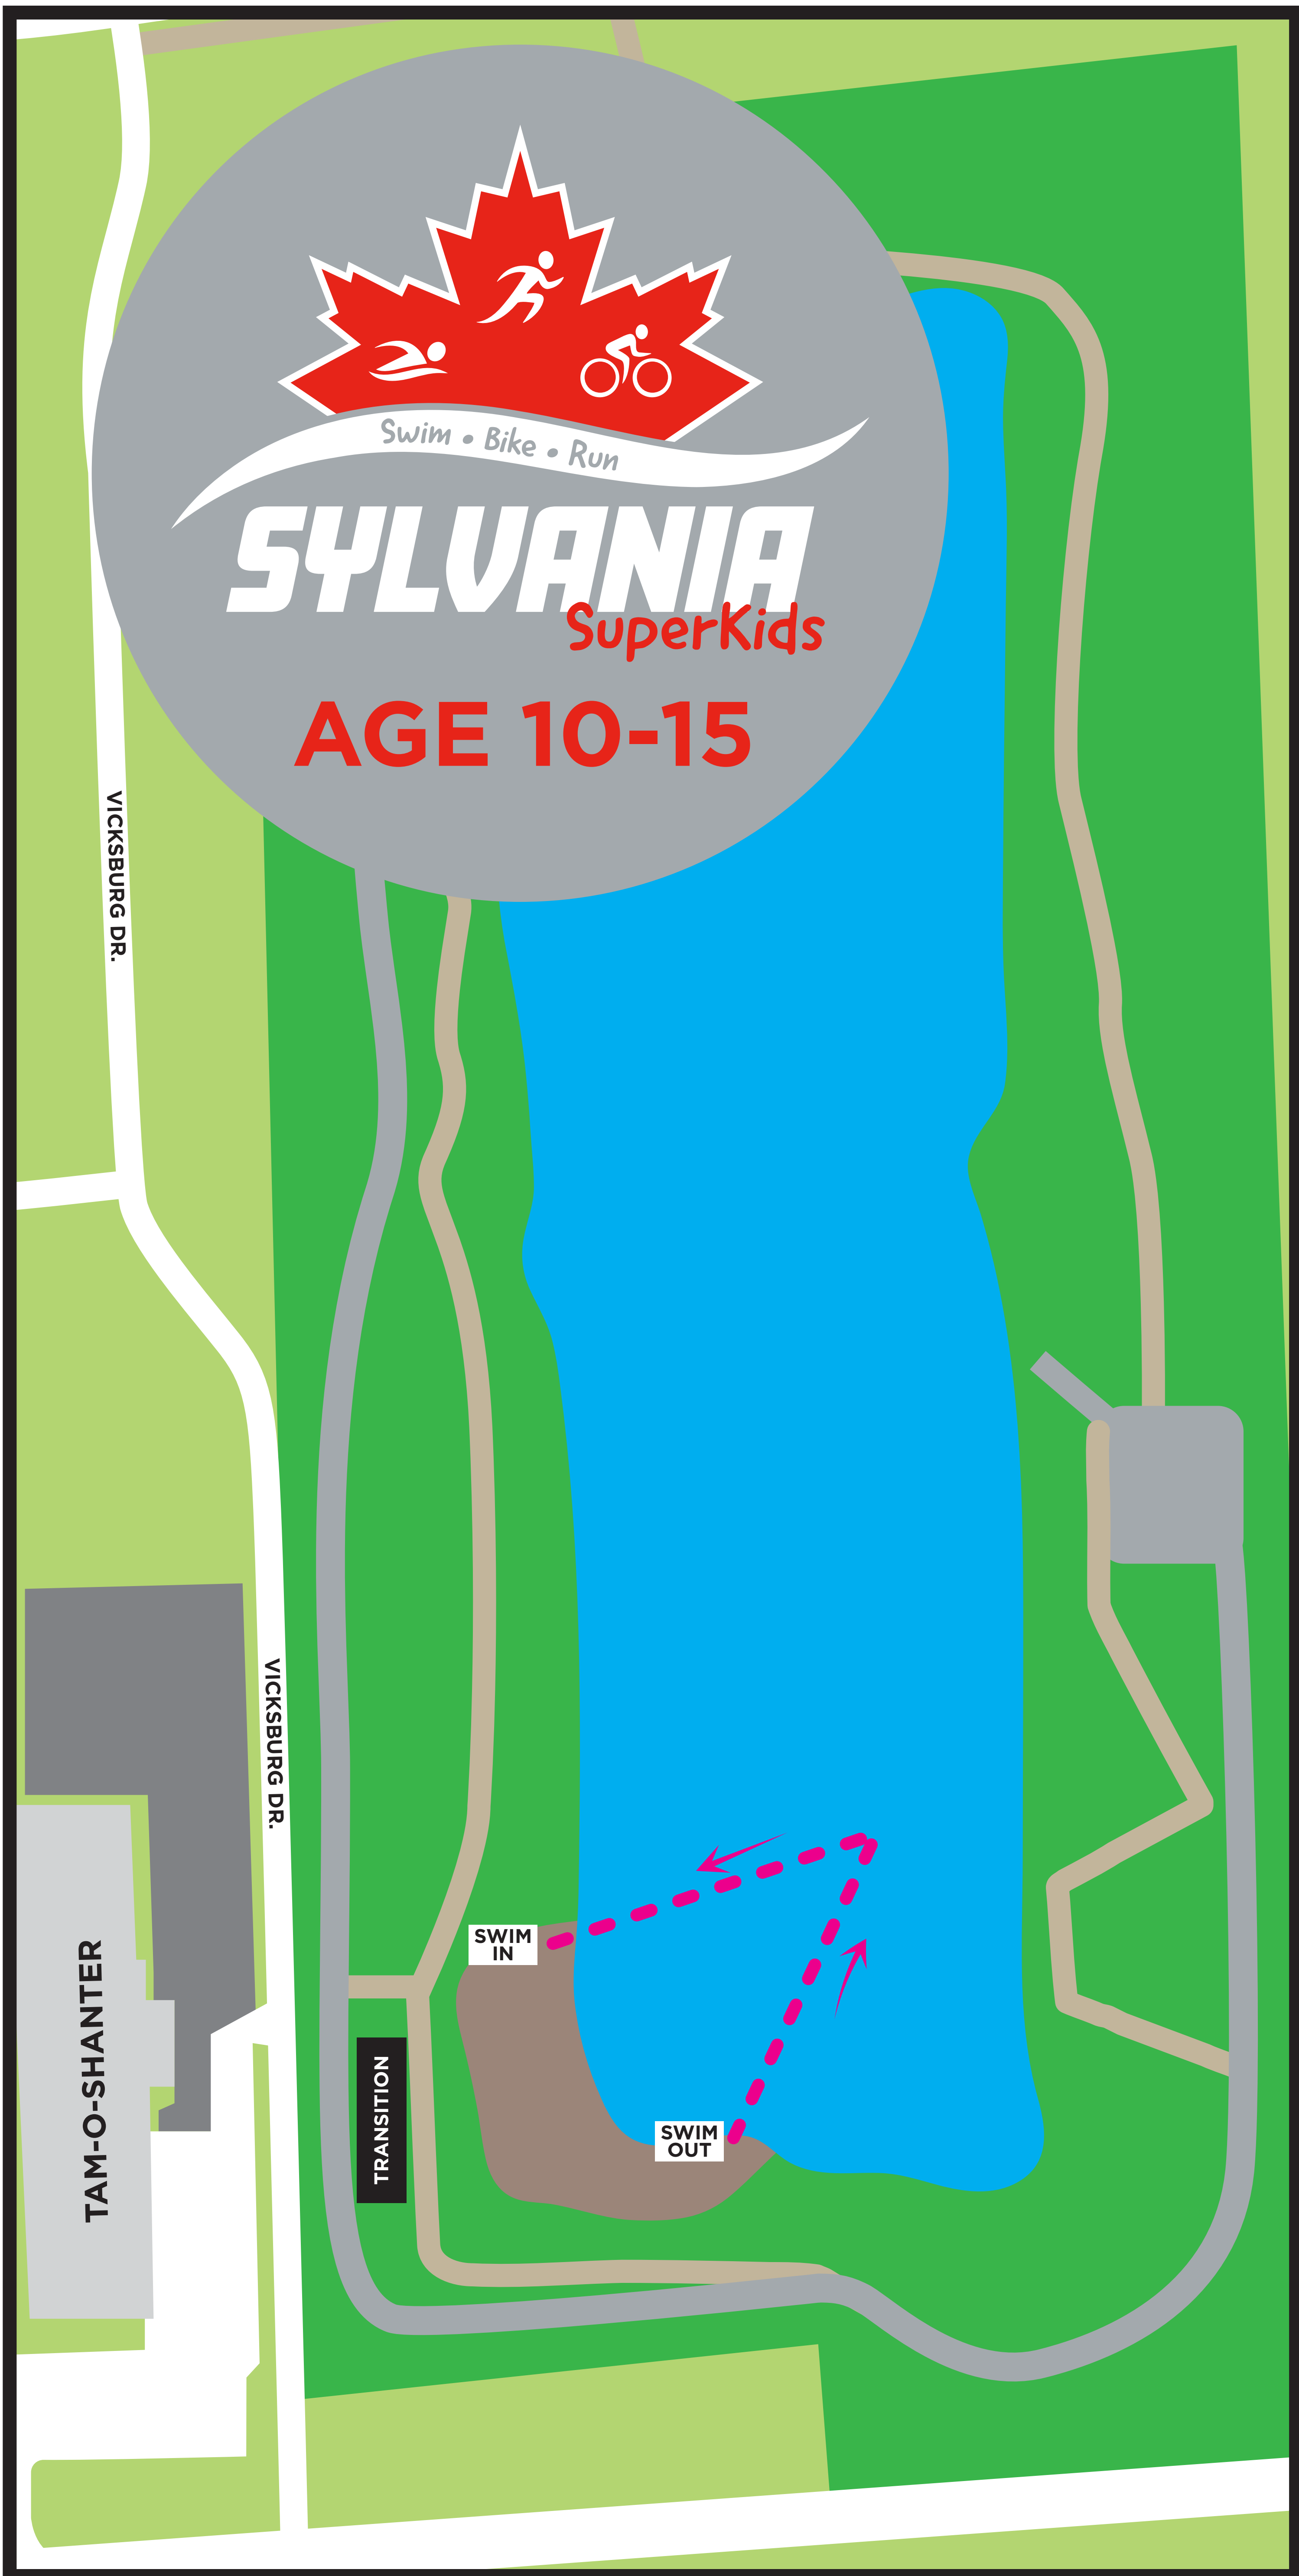 Swim • Bike • Run
SYLVANIA
SuperKids
AGE 10-15
VICKSBURG DR.
VICKSBURG DR.
SWIM
IN
TAM-O-SHANTER
TRANSITION
SWIM
OUT